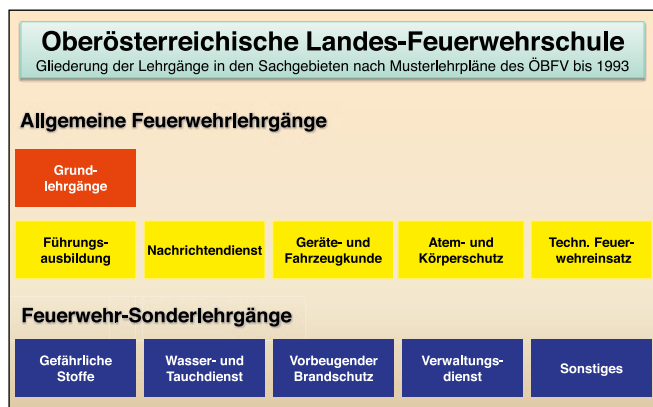 Oberösterreichische Landes-Feuerwehrschule
Gliederung der Lehrgänge in den Sachgebieten nach Musterlehrpläne des ÖBFV bis 1993
Allgemeine Feuerwehrlehrgänge
Grund-
lehrgänge
Führungs-
ausbildung
Nachrichtendienst
Geräte- und
Fahrzeugkunde
Atem- und
Körperschutz
Techn. Feuer-
wehreinsatz
Feuerwehr-Sonderlehrgänge
Gefährliche
Stoffe
Wasser- und
Tauchdienst
Vorbeugender
Brandschutz
Verwaltungs-
dienst
Sonstiges